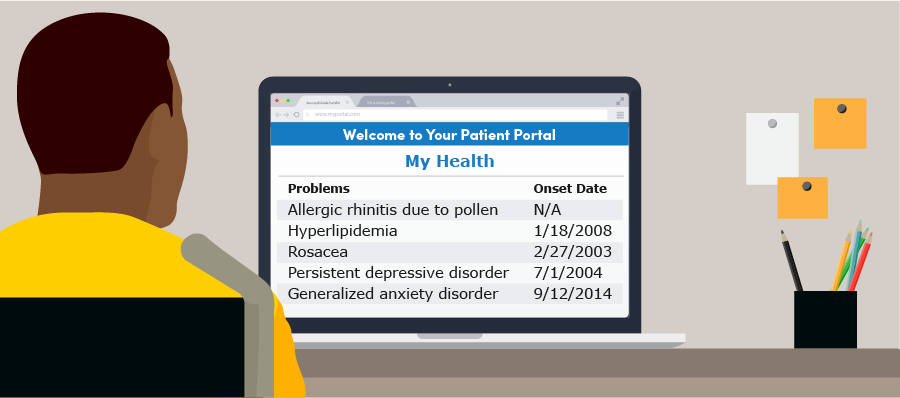 www.myportal.com
Welcome to Your Patient Portal
My Health
Problems Onset Date
Allergic rhinitis due to pollen N/A
Hyperlipidemia 1/18/2008
Rosacea 2/27/2003
Persistent depressive disorder 7/1/2004
Generalized anxiety disorder 9/12/2014